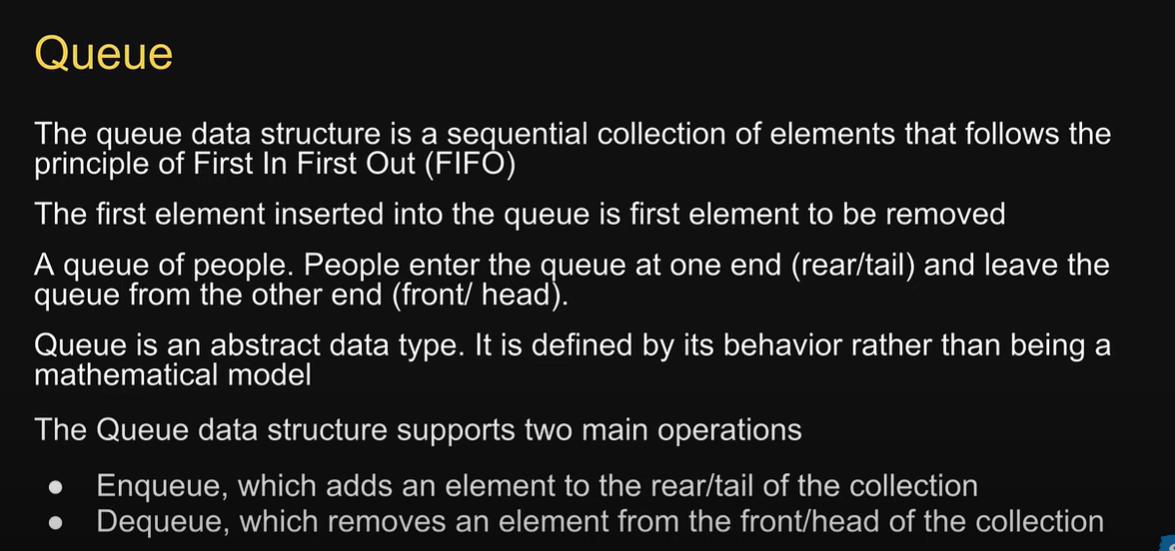 Queue
The queue data structure is a sequential collection of elements that follows the
principle of First In First Out (FIFO)
The first element inserted into the queue is first element to be removed
A queue of people. People enter the queue at one end (rear/tail) and leave the
queue from the other end (front/ head).
Queue is an abstract data type. It is defined by its behavior rather than being a
mathematical model
The Queue data structure supports two main operations
● Enqueue, which adds an element to the rear/tail of the collection
● Dequeue, which removes an element from the front/head of the collection